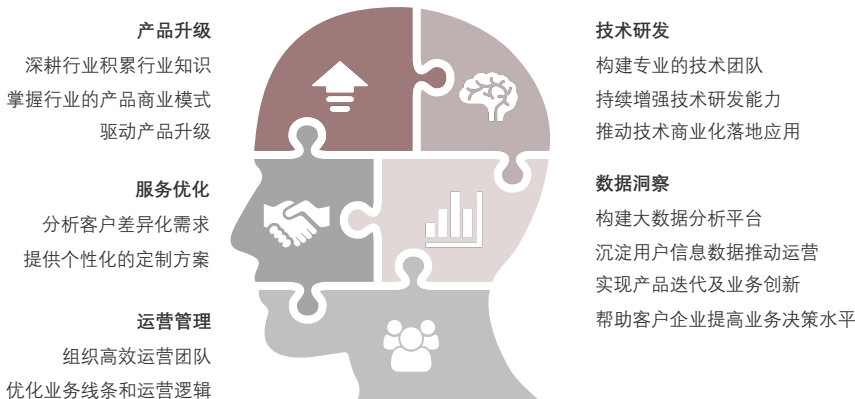 产品升级
深耕行业积累行业知识
掌握行业的产品商业模式
驱动产品升级
服务优化
分析客户差异化需求
提供个性化的定制方案
运营管理
组织高效运营团队
优化业务线条和运营逻辑
技术研发
构建专业的技术团队
持续增强技术研发能力
推动技术商业化落地应用
数据洞察
构建大数据分析平台
沉淀用户信息数据推动运营
实现产品迭代及业务创新
帮助客户企业提高业务决策水平